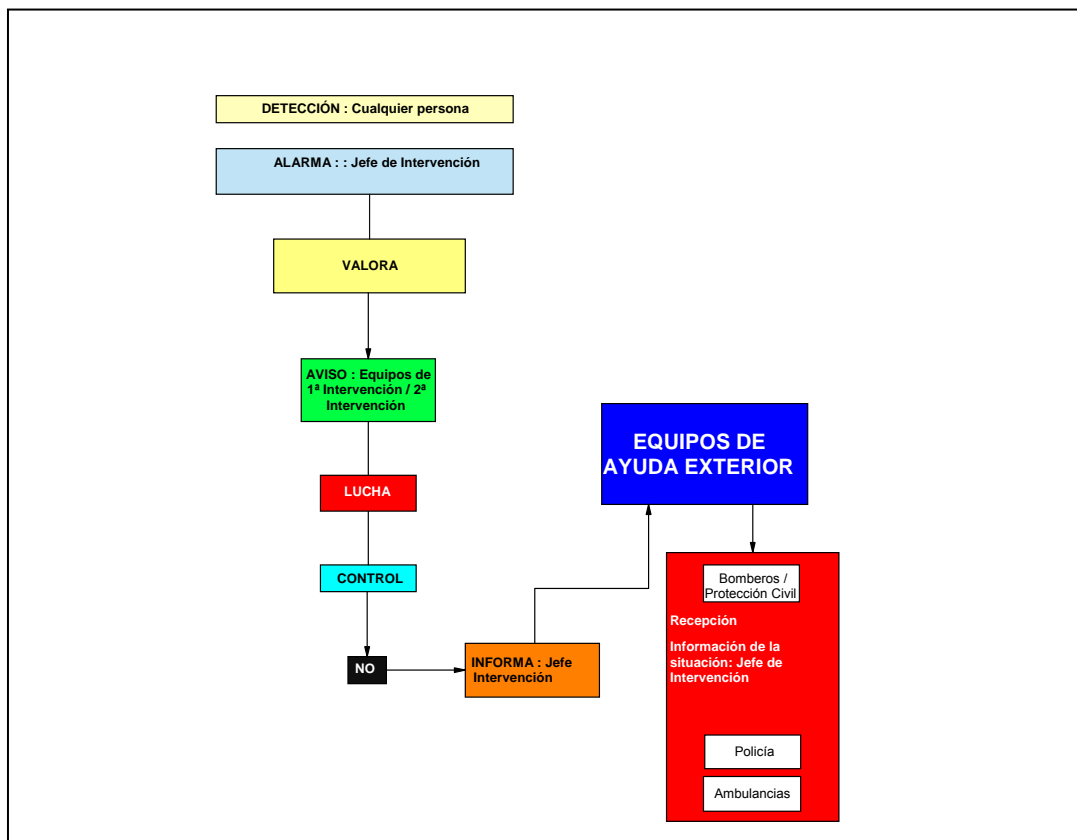 DETECCIÓN : Cualquier persona
ALARMA : : Jefe de Intervención
VALORA
AVISO : Equipos de
1ª Intervención / 2ª
Intervención
LUCHA
CONTROL
NO
INFORMA : Jefe
Intervención
EQUIPOS DE
AYUDA EXTERIOR
Bomberos /
Protección Civil
Recepción
Información de la
situación: Jefe de
Intervención
Policía
Ambulancias